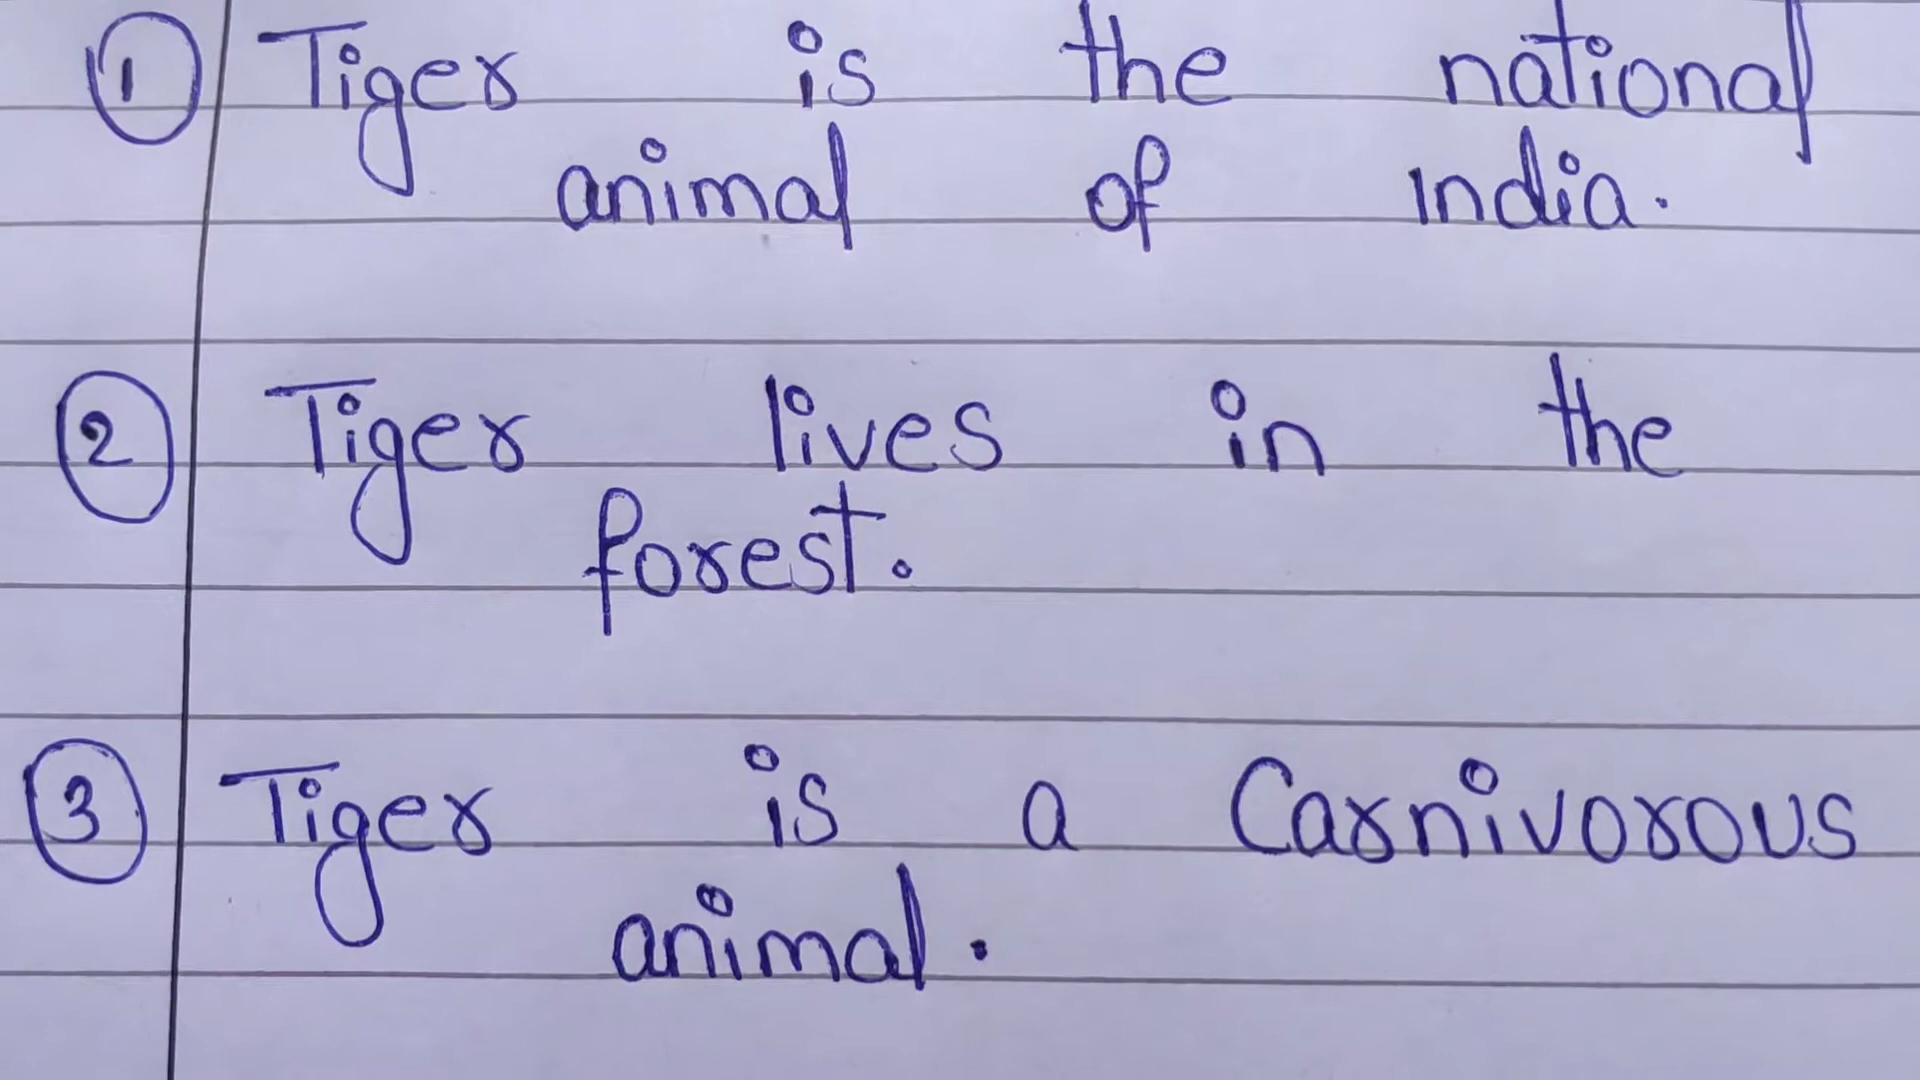 1 Tiger is the national
animal of india.
2 Tiger lives in the
forest.
3 Tiger is a Carnivorous
animal.